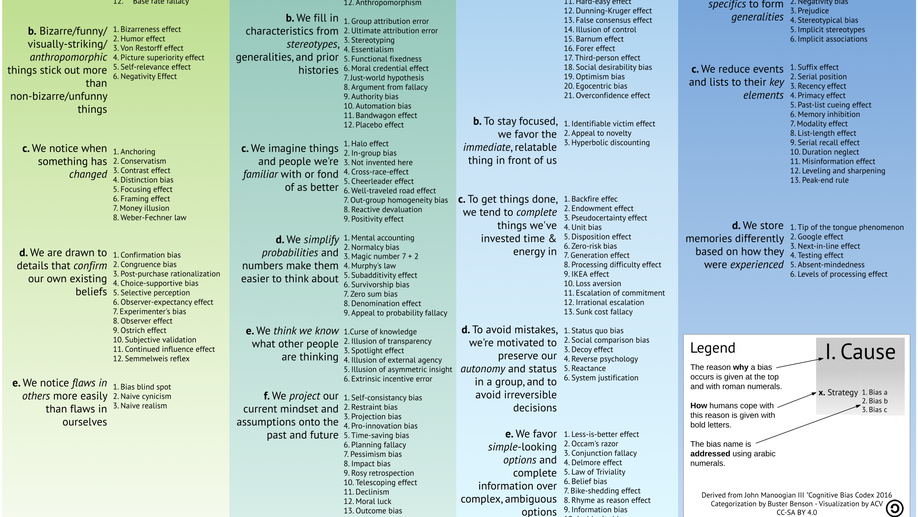 12. Base rate fallacy
b. Bizarre/funny/
visually-striking/
anthropomorphic
things stick out more
than
non-bizarre/unfunny
things
1. Bizarreness effect
2. Humor effect
3. Von Restorff effect
4. Picture superiority effect
5. Self-relevance effect
6. Negativity Effect
c. We notice when
something has
changed
1. Anchoring
2. Conservatism
3. Contrast effect
4. Distinction bias
5. Focusing effect
6. Framing effect
7. Money illusion
8. Weber-Fechner law
d. We are drawn to
details that confirm
our own existing
beliefs
1. Confirmation bias
2. Congruence bias
3. Post-purchase rationalization
4. Choice-supportive bias
5. Selective perception
6. Observer-expectancy effect
7. Experimenter's bias
8. Observer effect
9. Ostrich effect
10. Subjective validation
11. Continued influence effect
12. Semmelweis reflex
e. We notice flaws in
others more easily
than flaws in
ourselves
1. Bias blind spot
2. Naive cynicism
3. Naive realism
12. Anthropomorphism
b. We fill in
characteristics from
stereotypes,
generalities, and prior
histories
1. Group attribution error
2. Ultimate attribution error
3. Stereotyping
4. Essentialism
5. Functional fixedness
6. Moral credential effect
7. Just-world hypothesis
8. Argument from fallacy
9. Authority bias
10. Automation bias
11. Bandwagon effect
12. Placebo effect
c. We imagine things
and people we're
familiar with or fond
of as better
1. Halo effect
2. In-group bias
3. Not invented here
4. Cross-race-effect
5. Cheerleader effect
6. Well-traveled road effect
7. Out-group homogeneity bias
8. Reactive devaluation
9. Positivity effect
d. We simplify
probabilities and
numbers make them
easier to think about
1. Mental accounting
2. Normalcy bias
3. Magic number 7 + 2
4. Murphy's law
5. Subadditivity effect
6. Survivorship bias
7. Zero sum bias
8. Denomination effect
9. Appeal to probability fallacy
e. We think we know
what other people
are thinking
1.Curse of knowledge
2. Illusion of transparency
3. Spotlight effect
4. Illusion of external agency
5. Illusion of asymmetric insight
6. Extrinsic incentive error
f. We project our
current mindset and
assumptions onto the
past and future
1. Self-consistancy bias
2. Restraint bias
3. Projection bias
4. Pro-innovation bias
5. Time-saving bias
6. Planning fallacy
7. Pessimism bias
8. Impact bias
9. Rosy retrospection
10. Telescoping effect
11. Declinism
12. Moral luck
13. Outcome bias
11. Hard-easy effect
12. Dunning-Kruger effect
13. False consensus effect
14. Illusion of control
15. Barnum effect
16. Forer effect
17. Third-person effect
18. Social desirability bias
19. Optimism bias
20. Egocentric bias
21. Overconfidence effect
b. To stay focused,
we favor the
immediate, relatable
thing in front of us
1. Identifiable victim effect
2. Appeal to novelty
3. Hyperbolic discounting
c. To get things done,
we tend to complete
things we've
invested time &
energy in
1. Backfire effec
2. Endowment effect
3. Pseudocertainty effect
4. Unit bias
5. Disposition effect
6. Zero-risk bias
7. Generation effect
8. Processing difficulty effect
9. IKEA effect
10. Loss aversion
11. Escalation of commitment
12. Irrational escalation
13. Sunk cost fallacy
d. To avoid mistakes,
we're motivated to
preserve our
autonomy and status
in a group, and to
avoid irreversible
decisions
1. Status quo bias
2. Social comparison bias
3. Decoy effect
4. Reverse psychology
5. Reactance
6. System justification
e. We favor
simple-looking
options and
complete
information over
complex, ambiguous
options
1. Less-is-better effect
2. Occam's razor
3. Conjunction fallacy
4. Delmore effect
5. Law of Triviality
6. Belief bias
7. Bike-shedding effect
8. Rhyme as reason effect
9. Information bias
specifics to form
generalities
2. Negativity bias
3. Prejudice
4. Stereotypical bias
5. Implicit stereotypes
6. Implicit associations
c. We reduce events
and lists to their key
elements
1. Suffix effect
2. Serial position
3. Recency effect
4. Primacy effect
5. Past-list cueing effect
6. Memory inhibition
7. Modality effect
8. List-length effect
9. Serial recall effect
10. Duration neglect
11. Misinformation effect
12. Leveling and sharpening
13. Peak-end rule
d. We store
memories differently
based on how they
were experienced
1. Tip of the tongue phenomenon
2. Google effect
3. Next-in-line effect
4. Testing effect
5. Absent-mindedness
6. Levels of processing effect
Legend
The reason why a bias
occurs is given at the top
and with roman numerals.
How humans cope with
this reason is given with
bold letters.
The bias name is
addressed using arabic
numerals.
I. Cause
x. Strategy
1. Bias a
2. Bias b
3. Bias c
Derived from John Manoogian III "Cognitive Bias Codex 2016
Categorization by Buster Benson - Visualization by ACV
CC-SA BY 4.0